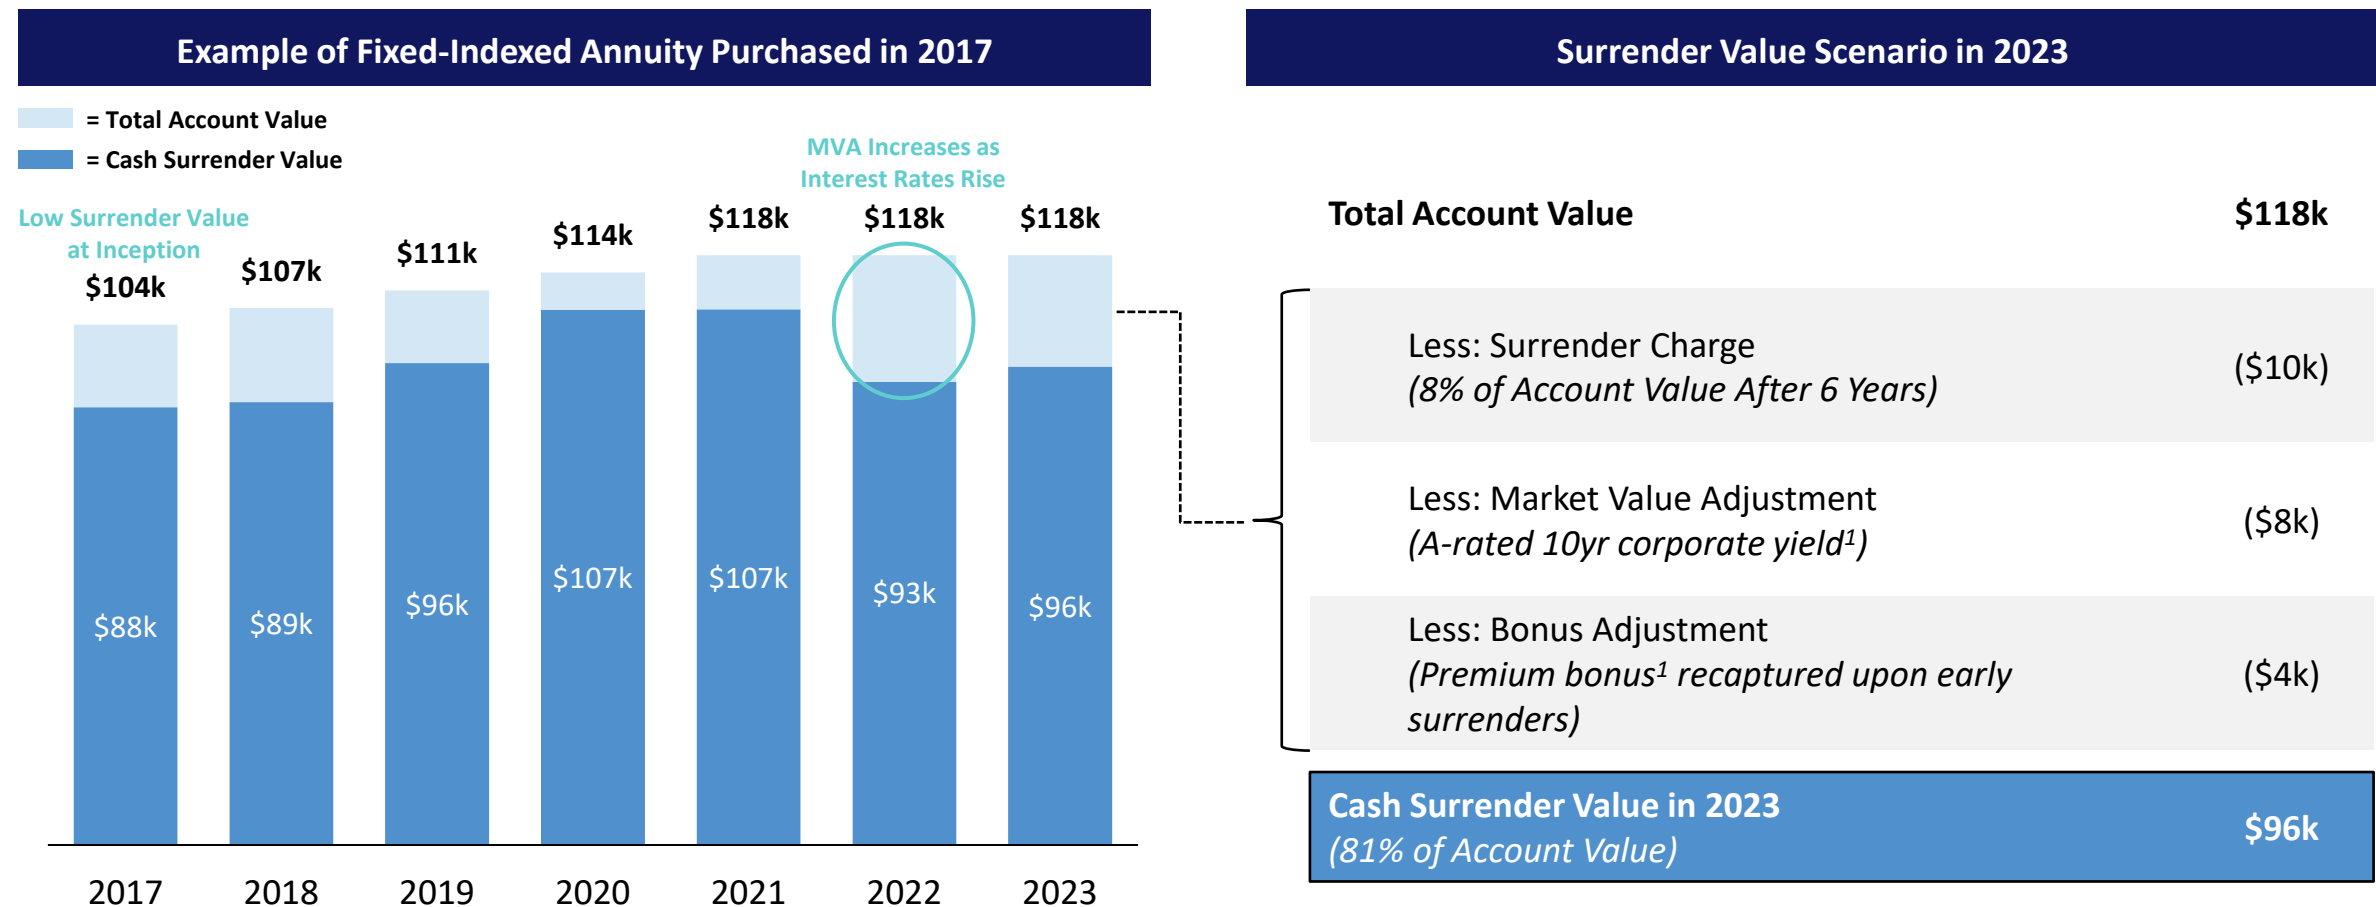 Example of Fixed-Indexed Annuity Purchased in 2017
= Total Account Value
= Cash Surrender Value
Low Surrender Value
at Inception
MVA Increases as
Interest Rates Rise
$104k
$107k
$111k
$114k
$118k
$118k
$118k
$88k
$89k
$96k
$107k
$107k
$93k
$96k
2017
2018
2019
2020
2021
2022
2023
Surrender Value Scenario in 2023
Total Account Value $118k
Less: Surrender Charge
(8% of Account Value After 6 Years)
($10k)
Less: Market Value Adjustment
(A-rated 10yr corporate yield¹)
($8k)
Less: Bonus Adjustment
(Premium bonus¹ recaptured upon early
surrenders)
($4k)
Cash Surrender Value in 2023
(81% of Account Value)
$96k